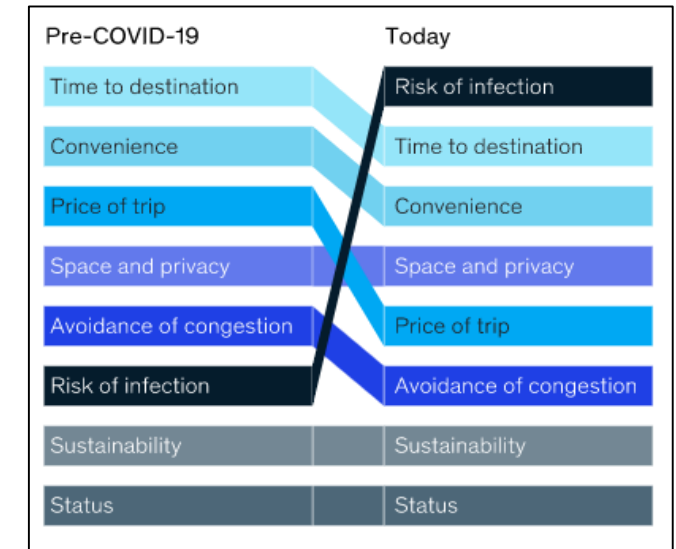 Pre-COVID-19
Today
Time to destination
Risk of infection
Convenience
Time to destination
Price of trip
Convenience
Space and privacy
Space and privacy
Avoidance of congestion
Price of trip
Risk of infection
Avoidance of congestion
Sustainability
Sustainability
Status
Status